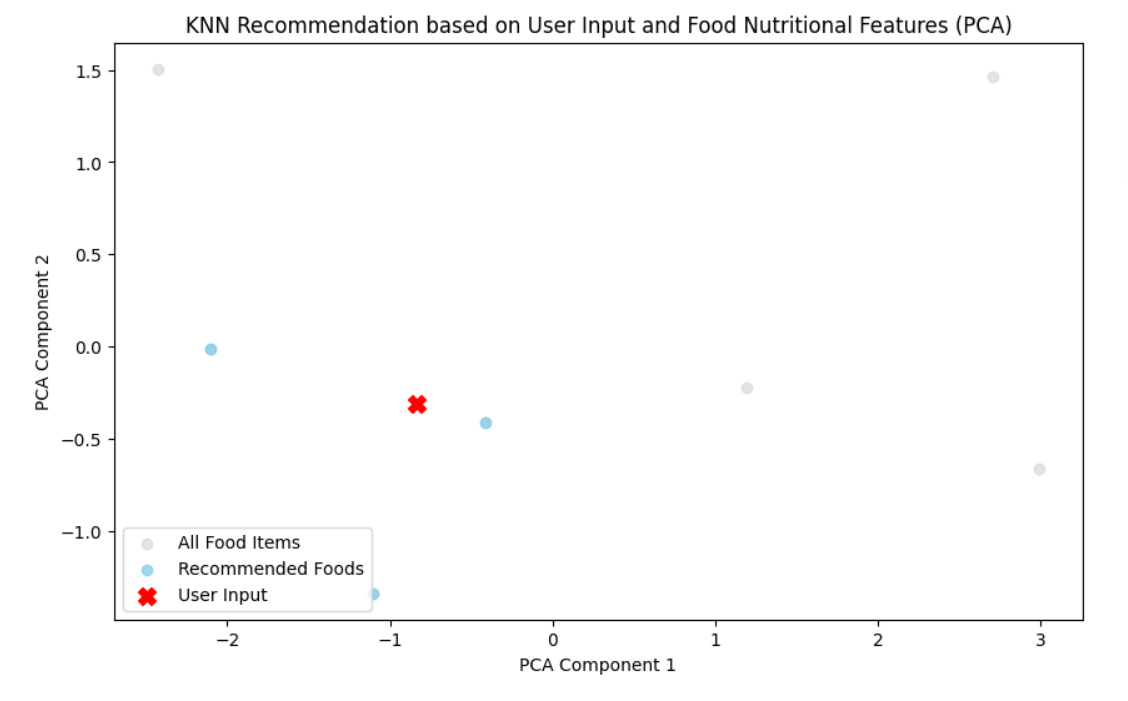 KNN Recommendation based on User Input and Food Nutritional Features (PCA)
PCA Component 2
1.5
1.0
0.5
0.0
−0.5
−1.0
All Food Items
Recommended Foods
User Input
−2
−1
0
1
2
3
PCA Component 1